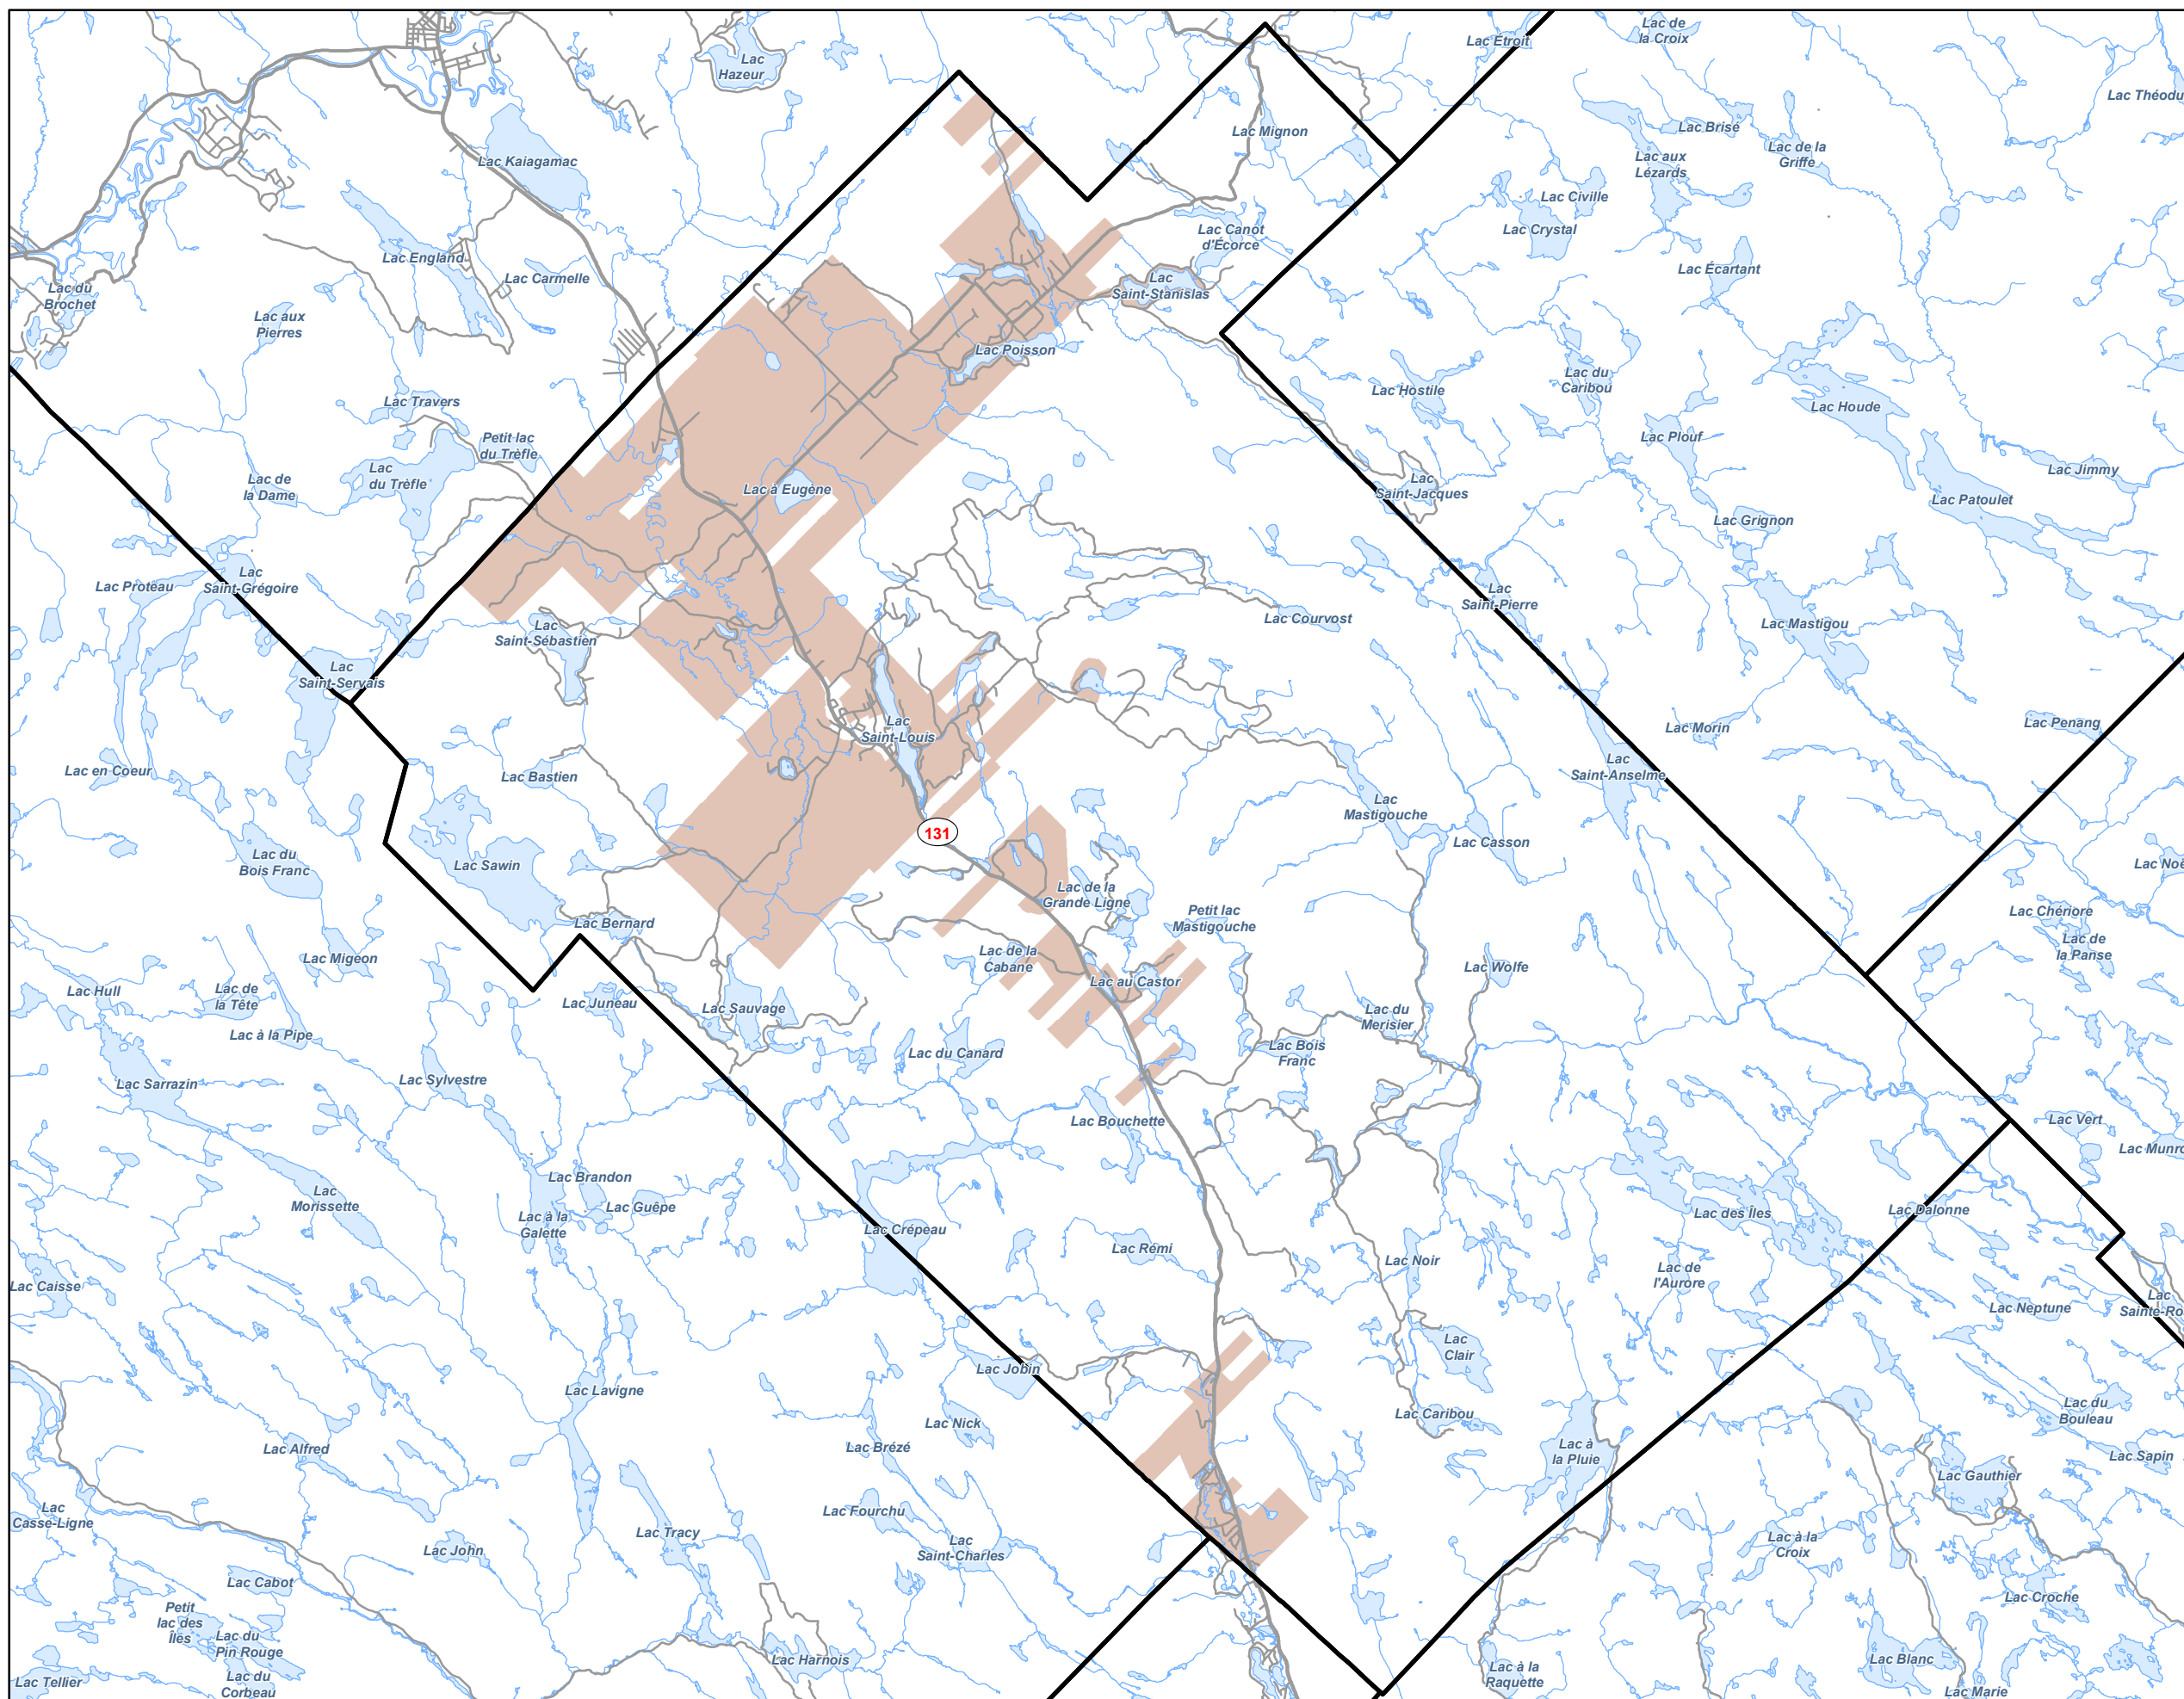 Lac de
la Croix
Lac Étroit
Lac
Hazeur
Lac Théodu
Lac Brisé
Lac Mignon
Lac de la
Griffe
Lac Kaiagamac
Lac aux
Lézards
Lac Civille
Lac Crystal
Lac Canot
d'Écorce
Lac England
Lac Écartant
Lac Carmelle
Lac
Saint-Stanislas
Lac du
Brochet
Lac aux
Pierres
Lac Poisson
Lac du
Caribou
Lac Hostile
Lac Travers
Lac Houde
Lac Plouf
Petit lac
du Trèfle
Lac
du Trèfle
Lac Jimmy
Lac de
la Dame
Lac à Eugène
Lac
Saint-Jacques
Lac Patoulet
Lac Grignon
Lac
Saint-Grégoire
Lac Proteau
Lac
Saint-Pierre
Lac Courvost
Lac Mastigou
Lac
Saint-Sébastien
Lac
Saint-Servais
Lac
Saint-Louis
Lac Penang
Lac Morin
Lac en Coeur
Lac Bastien
Lac
Saint-Anselme
Lac
Mastigouche
131
Lac Casson
Lac du
Bois Franc
Lac Sawin
Lac Noë
Lac de la
Grande Ligne
Petit lac
Mastigouche
Lac Chériore
Lac Bernard
Lac de
la Panse
Lac Migeon
Lac de la
Cabane
Lac Wolfe
Lac au Castor
Lac Hull
Lac de
la Tête
Lac Juneau
Lac Sauvage
Lac du
Merisier
Lac à la Pipe
Lac Bois
Franc
Lac du Canard
Lac Sarrazin
Lac Sylvestre
Lac Bouchette
Lac Vert
Lac Munro
Lac Brandon
Lac
Morissette
Lac Guêpe
Lac à la
Galette
Lac des Îles
Lac Dalonne
Lac Crépeau
Lac Rémi
Lac Noir
Lac de
l'Aurore
Lac Caisse
Lac
Sainte-Ro
Lac Neptune
Lac
Clair
Lac Jobin
Lac Lavigne
Lac du
Bouleau
Lac Caribou
Lac Nick
Lac Brézé
Lac Alfred
Lac à
la Pluie
Lac Sapin
Lac Gauthier
Lac
Casse-Ligne
Lac Fourchu
Lac Tracy
Lac à la
Croix
Lac
Saint-Charles
Lac John
Lac Cabot
Lac Croche
Petit
lac des
Îles
Lac du
Pin Rouge
Lac Harnois
Lac Blanc
Lac à la
Raquette
Lac Tellier
Lac du
Corbeau
Lac Marie